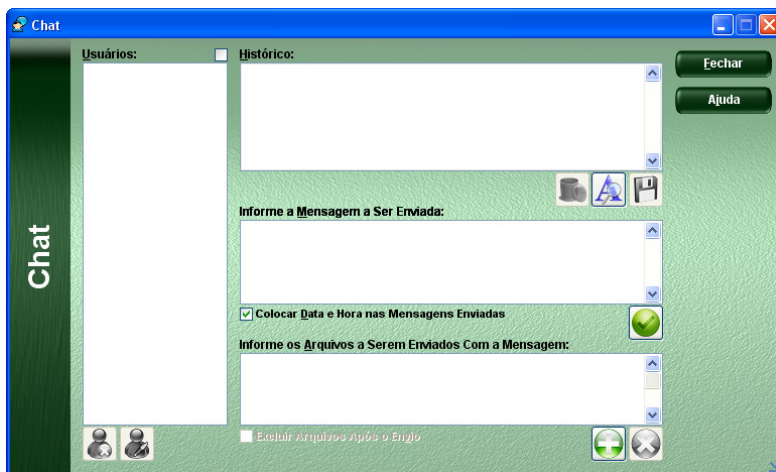 Chat
Usuários:
Histórico:
Fechar
Ajuda
Informe a Mensagem a Ser Enviada:
Colocar Data e Hora nas Mensagens Enviadas
Informe os Arquivos a Serem Enviados Com a Mensagem:
Excluir Arquivos Após o Envio
Chat